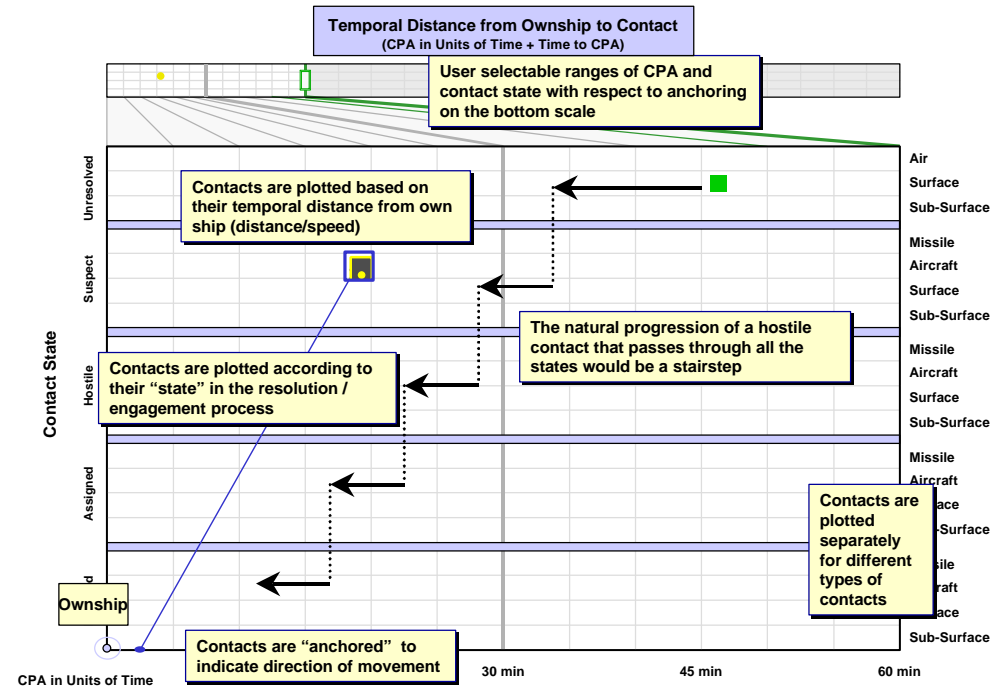 Temporal Distance from Ownship to Contact
(CPA in Units of Time + Time to CPA)
User selectable ranges of CPA and
contact state with respect to anchoring
on the bottom scale
Unresolved
Air
Surface
Sub-Surface
Contacts are plotted based on
their temporal distance from own
ship (distance/speed)
Suspect
Missile
Aircraft
Surface
Sub-Surface
The natural progression of a hostile
contact that passes through all the
states would be a stairstep
Contact State
Hostile
Missile
Aircraft
Surface
Sub-Surface
Contacts are plotted according to
their “state” in the resolution /
engagement process
Assigned
Missile
Aircraft
ace
-Surface
Contacts are
plotted
separately
for different
types of
contacts
d
sile
raft
ace
Sub-Surface
Ownship
Contacts are “anchored” to
indicate direction of movement
CPA in Units of Time
30 min
45 min
60 min